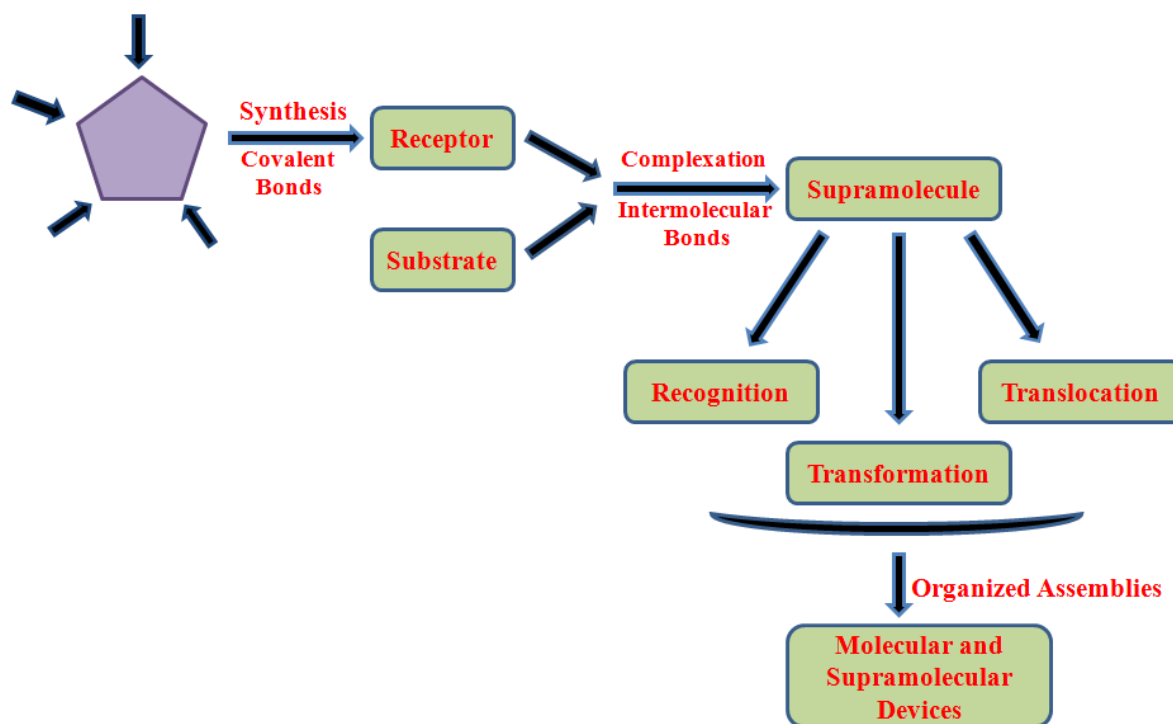 Synthesis
Covalent
Bonds
Receptor
Substrate
Complexation
Intermolecular
Bonds
Supramolecule
Recognition
Translocation
Transformation
Organized Assemblies
Molecular and
Supramolecular
Devices